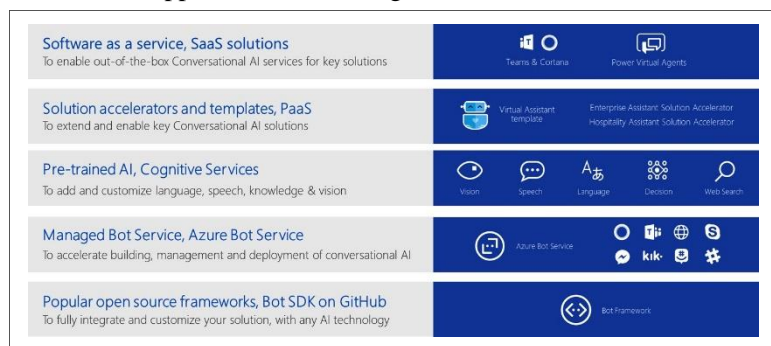 Software as a service, SaaS solutions
To enable out-of-the-box Conversational AI services for key solutions
Teams & Cortana
Power Virtual Agents
Solution accelerators and templates, PaaS
To extend and enable key Conversational AI solutions
Virtual Assistant
template
Enterprise Assistant Solution Accelerator
Hospitality Assistant Solution Accelerator
Pre-trained AI, Cognitive Services
To add and customize language, speech, knowledge & vision
Vision
Speech
Language
Decision
Web Search
Managed Bot Service, Azure Bot Service
To accelerate building, management and deployment of conversational AI
Azure Bot Service
kik·
Popular open source frameworks, Bot SDK on GitHub
To fully integrate and customize your solution, with any AI technology
Bot Framework